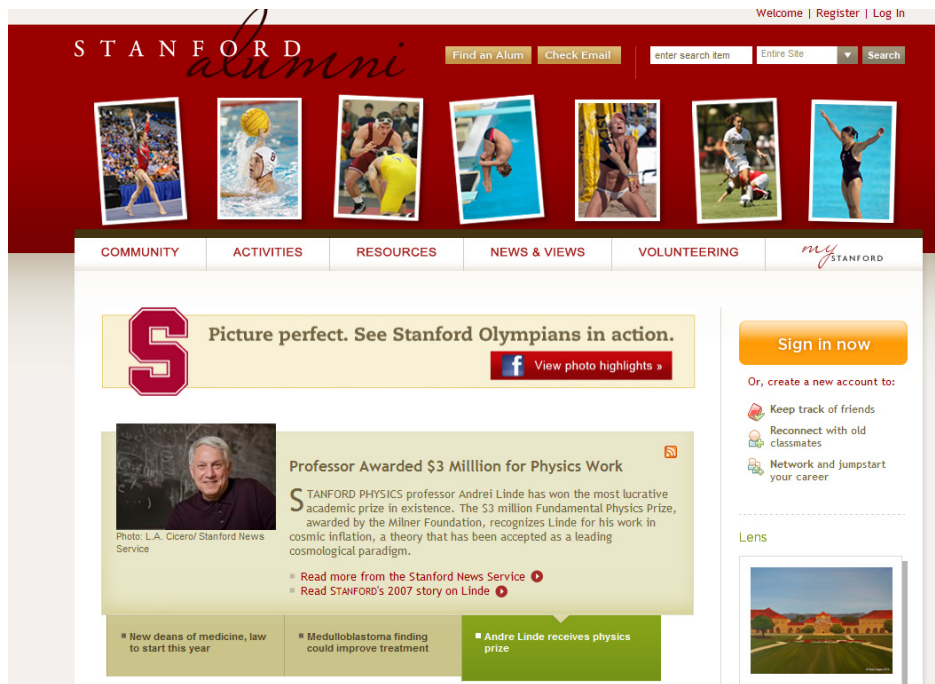 Welcome | Register | Log In
STANFORD
alumni
Find an Alum
Check Email
enter search item
Entire Site
Search
COMMUNITY
ACTIVITIES
RESOURCES
NEWS & VIEWS
VOLUNTEERING
my STANFORD
Picture perfect. See Stanford Olympians in action.
View photo highlights »
Sign in now
Or, create a new account to:
Keep track of friends
Reconnect with old
classmates
Network and jumpstart
your career
Lens
Photo: L.A. Cicero/ Stanford News
Service
Professor Awarded $3 Milllion for Physics Work
STANFORD PHYSICS professor Andrei Linde has won the most lucrative
academic prize in existence. The $3 million Fundamental Physics Prize,
awarded by the Milner Foundation, recognizes Linde for his work in
cosmic inflation, a theory that has been accepted as a leading
cosmological paradigm.
Read more from the Stanford News Service
Read STANFORD's 2007 story on Linde
New deans of medicine, law
to start this year
Medulloblastoma finding
could improve treatment
Andre Linde receives physics
prize